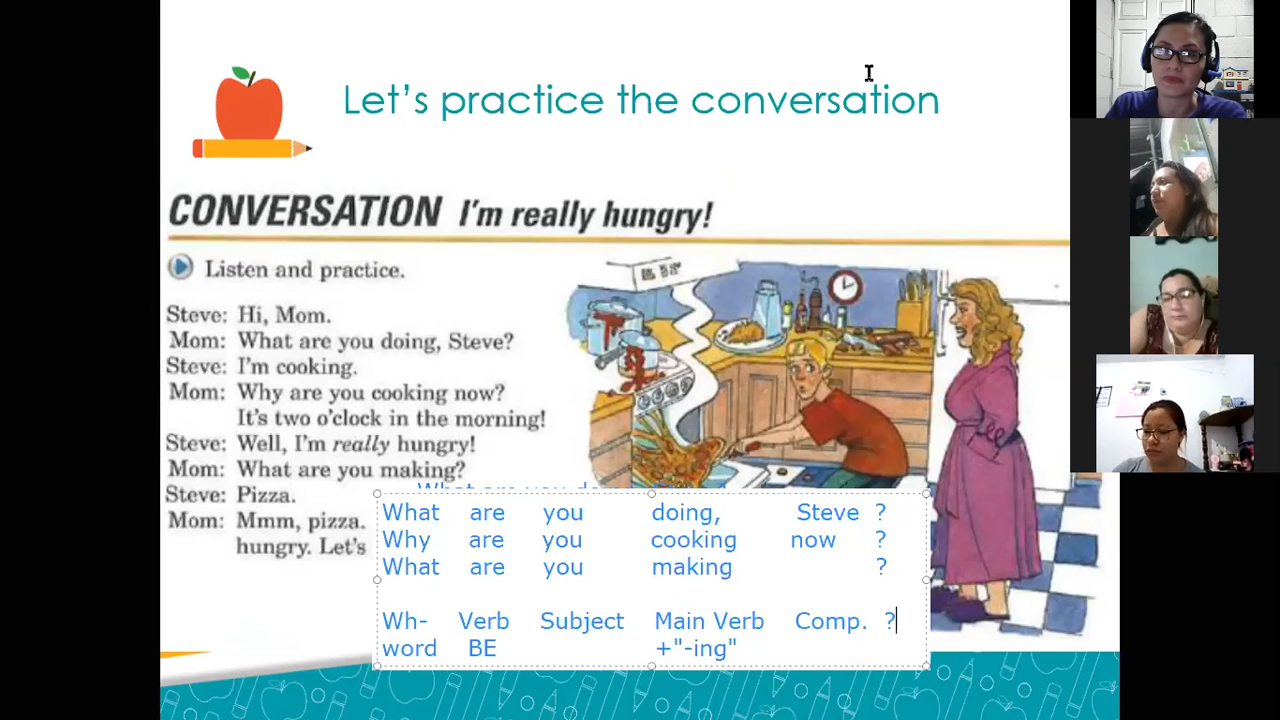 Let's practice the conversation
CONVERSATION I'm really hungry!
Listen and practice.
Steve: Hi, Mom.
Mom: What are you doing, Steve?
Steve: I'm cooking.
Mom: Why are you cooking now?
It's two o'clock in the morning!
Steve: Well, I'm really hungry!
Mom: What are you making?
Steve: Pizza.
Mom: Mmm, pizza.
hungry. Let's
What are you
What are you doing, Steve ?
Why are you cooking now ?
What are you making ?
Wh- Verb Subject Main Verb Comp. ?
word BE +"-ing"